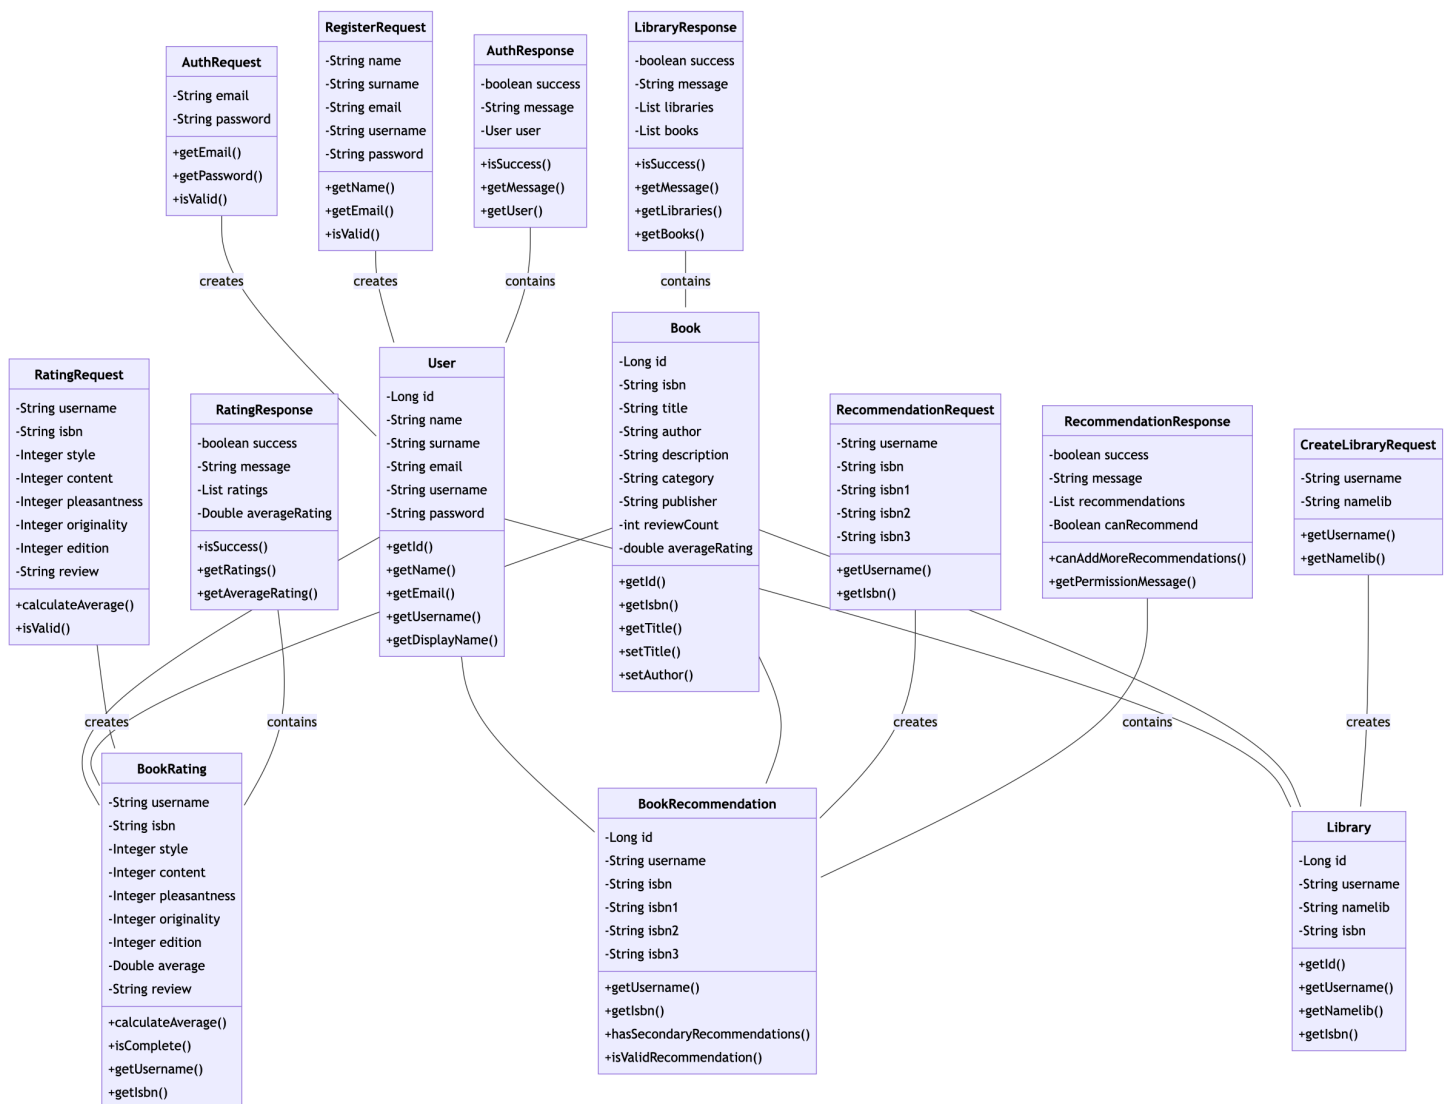 RegisterRequest
-String name
-String surname
-String email
-String username
-String password
+getName()
+getEmail()
+isValid()
LibraryResponse
-boolean success
-String message
-List libraries
-List books
+isSuccess()
+getMessage()
+getLibraries()
+getBooks()
AuthResponse
-boolean success
-String message
-User user
+isSuccess()
+getMessage()
+getUser()
AuthRequest
-String email
-String password
+getEmail()
+getPassword()
+isValid()
creates
creates
contains
contains
Book
-Long id
-String isbn
-String title
-String author
-String description
-String category
-String publisher
-int reviewCount
-double averageRating
+getId()
+getIsbn()
+getTitle()
+setTitle()
+setAuthor()
User
-Long id
-String name
-String surname
-String email
-String username
-String password
+getId()
+getName()
+getEmail()
+getUsername()
+getDisplayName()
RatingRequest
-String username
-String isbn
-Integer style
-Integer content
-Integer pleasantness
-Integer originality
-Integer edition
-String review
+calculateAverage()
+isValid()
RatingResponse
-boolean success
-String message
-List ratings
-Double averageRating
+isSuccess()
+getRatings()
+getAverageRating()
RecommendationRequest
-String username
-String isbn
-String isbn1
-String isbn2
-String isbn3
+getUsername()
+getIsbn()
RecommendationResponse
-boolean success
-String message
-List recommendations
-Boolean canRecommend
+canAddMoreRecommendations()
+getPermissionMessage()
CreateLibraryRequest
-String username
-String namelib
+getUsername()
+getNamelib()
creates
contains
creates
contains
creates
BookRating
-String username
-String isbn
-Integer style
-Integer content
-Integer pleasantness
-Integer originality
-Integer edition
-Double average
-String review
+calculateAverage()
+isComplete()
+getUsername()
+getIsbn()
BookRecommendation
-Long id
-String username
-String isbn
-String isbn1
-String isbn2
-String isbn3
+getUsername()
+getIsbn()
+hasSecondaryRecommendations()
+isValidRecommendation()
Library
-Long id
-String username
-String namelib
-String isbn
+getId()
+getUsername()
+getNamelib()
+getIsbn()